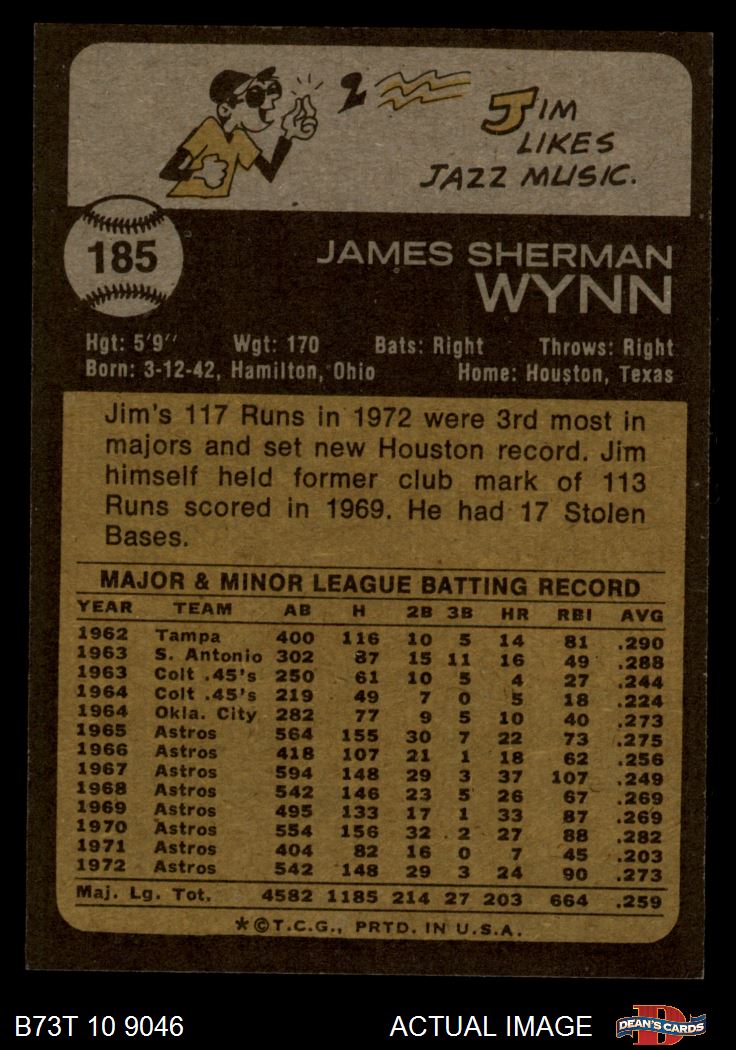 JIM
LIKES
JAZZ MUSIC.
185
JAMES SHERMAN
WYNN
Hgt: 5'9" Wgt: 170 Bats: Right Throws: Right
Born: 3-12-42, Hamilton, Ohio Home: Houston, Texas
Jim's 117 Runs in 1972 were 3rd most in
majors and set new Houston record. Jim
himself held former club mark of 113
Runs scored in 1969. He had 17 Stolen
Bases.
MAJOR & MINOR LEAGUE BATTING RECORD
YEAR TEAM AB H 2B 3B HR RBI AVG
1962 Tampa 400 116 10 5 14 81 .290
1963 S. Antonio 302 87 15 11 16 49 .288
1963 Colt .45's 250 61 10 5 4 27 .244
1964 Colt .45's 219 49 7 0 5 18 .224
1964 Okla. City 282 77 9 5 10 40 .273
1965 Astros 564 155 30 7 22 73 .275
1966 Astros 418 107 21 1 18 62 .256
1967 Astros 594 148 29 3 37 107 .249
1968 Astros 542 146 23 5 26 67 .269
1969 Astros 495 133 17 1 33 87 .269
1970 Astros 554 156 32 2 27 88 .282
1971 Astros 404 82 16 0 7 45 .203
1972 Astros 542 148 29 3 24 90 .273
Maj. Lg. Tot. 4582 1185 214 27 203 664 .259
*©T.C.G., PRTD. IN U.S.A.
B73T 10 9046 ACTUAL IMAGE DEAN'S CARDS